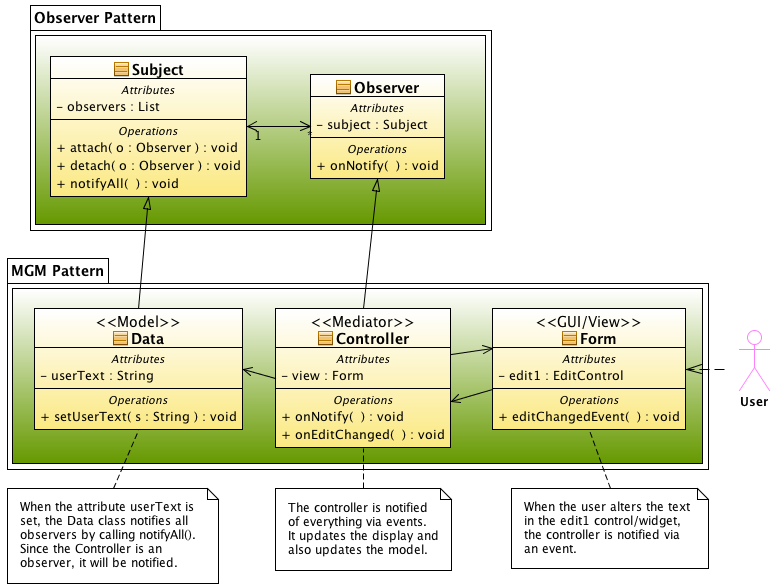 Observer Pattern
Subject
Attributes
– observers : List
Operations
+ attach( o : Observer ) : void
+ detach( o : Observer ) : void
+ notifyAll(  ) : void
1
*
Observer
Attributes
– subject : Subject
Operations
+ onNotify(  ) : void
MGM Pattern
<<Model>>
Data
Attributes
– userText : String
Operations
+ setUserText( s : String ) : void
<<Mediator>>
Controller
Attributes
– view : Form
Operations
+ onNotify(  ) : void
+ onEditChanged(  ) : void
<<GUI/View>>
Form
Attributes
– edit1 : EditControl
Operations
+ editChangedEvent(  ) : void
User
When the attribute userText is
set, the Data class notifies all
observers by calling notifyAll().
Since the Controller is an
observer, it will be notified.
The controller is notified
of everything via events.
It updates the display and
also updates the model.
When the user alters the text
in the edit1 control/widget,
the controller is notified via
an event.